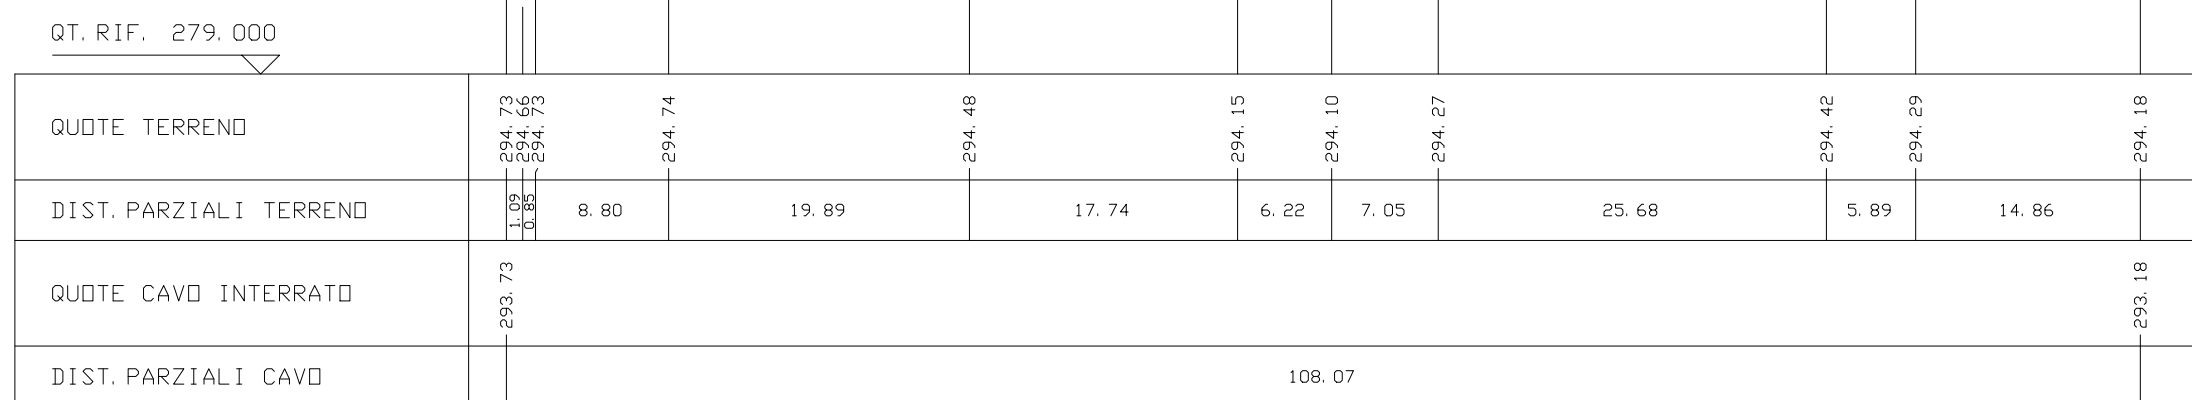 QT. RIF. 279. 000
QUOTE TERRENO 294. 73 294. 66 294. 73 294. 74 294. 48 294. 15 294. 10 294. 27 294. 42 294. 29 294. 18
DIST. PARZIALI TERRENO 1. 09 0. 85 8. 80 19. 89 17. 74 6. 22 7. 05 25. 68 5. 89 14. 86
QUOTE CAVO INTERRATO 293. 73 293. 18
DIST. PARZIALI CAVO 108. 07